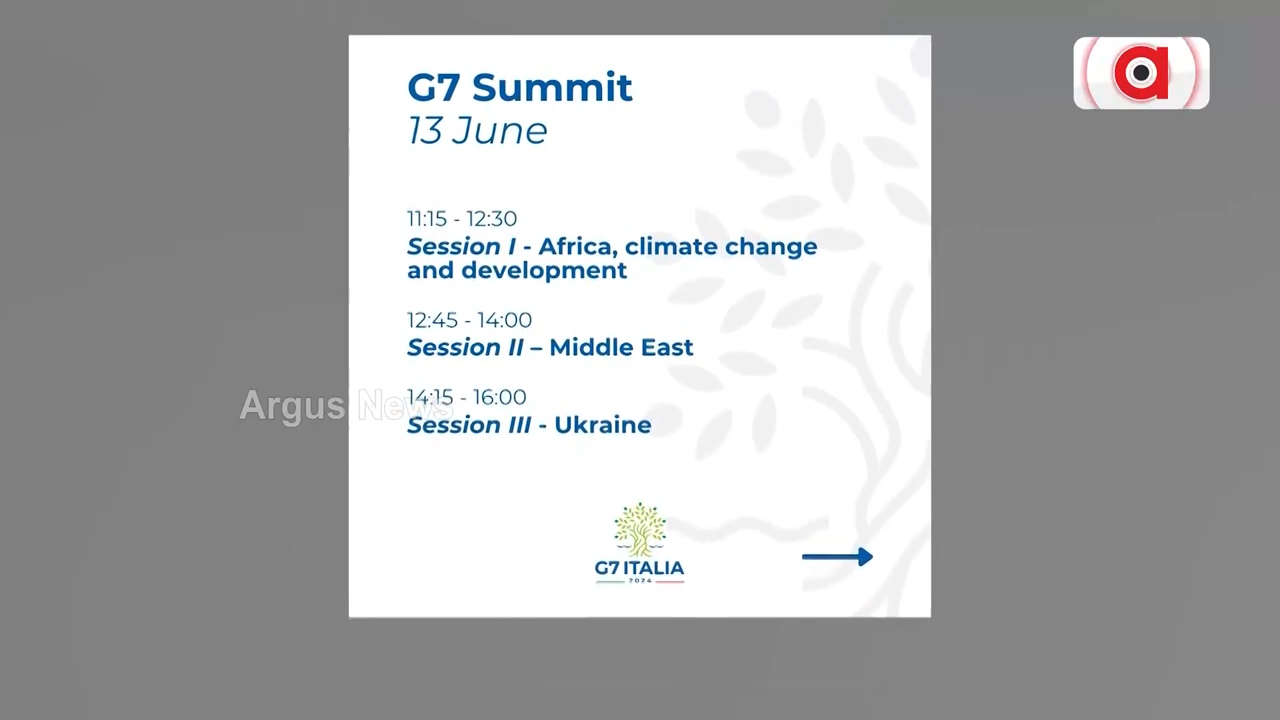 G7 Summit
13 June
11:15 - 12:30
Session I - Africa, climate change
and development
12:45 - 14:00
Session II – Middle East
14:15 - 16:00
Session III - Ukraine
Argus News
G7 ITALIA
2024
a